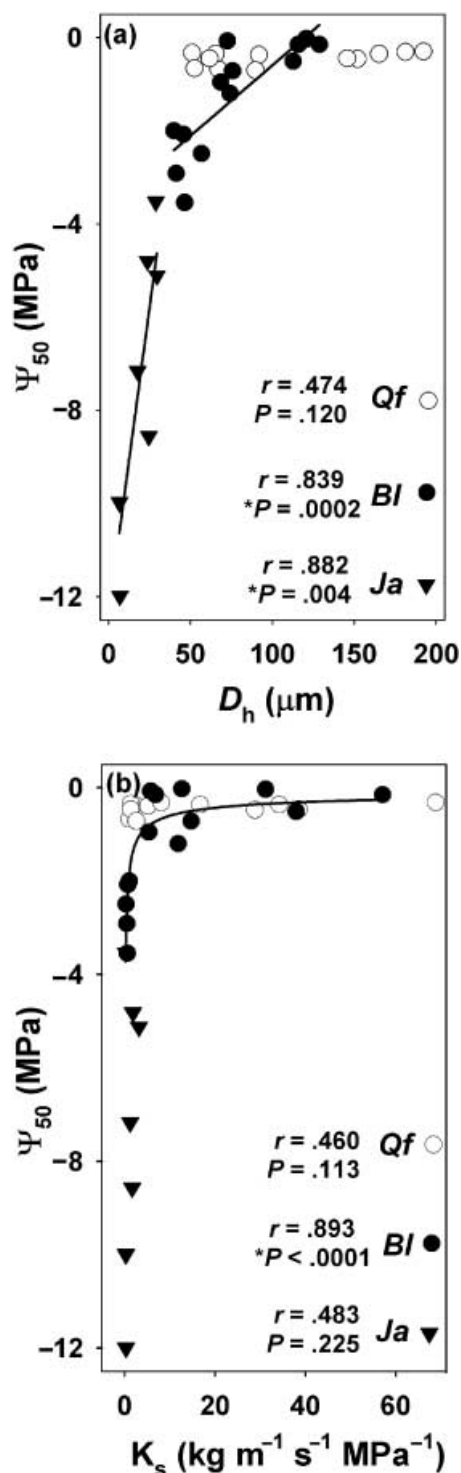 (a)
0
−4
−8
−12
Ψ50 (MPa)
r = .474 Qf
P = .120
r = .839 Bl
*P = .0002
r = .882 Ja
*P = .004
0 50 100 150 200
Dh (µm)
(b)
0
−4
−8
−12
Ψ50 (MPa)
r = .460 Qf
P = .113
r = .893 Bl
*P < .0001
r = .483 Ja
P = .225
0 20 40 60
Ks (kg m⁻¹ s⁻¹ MPa⁻¹)